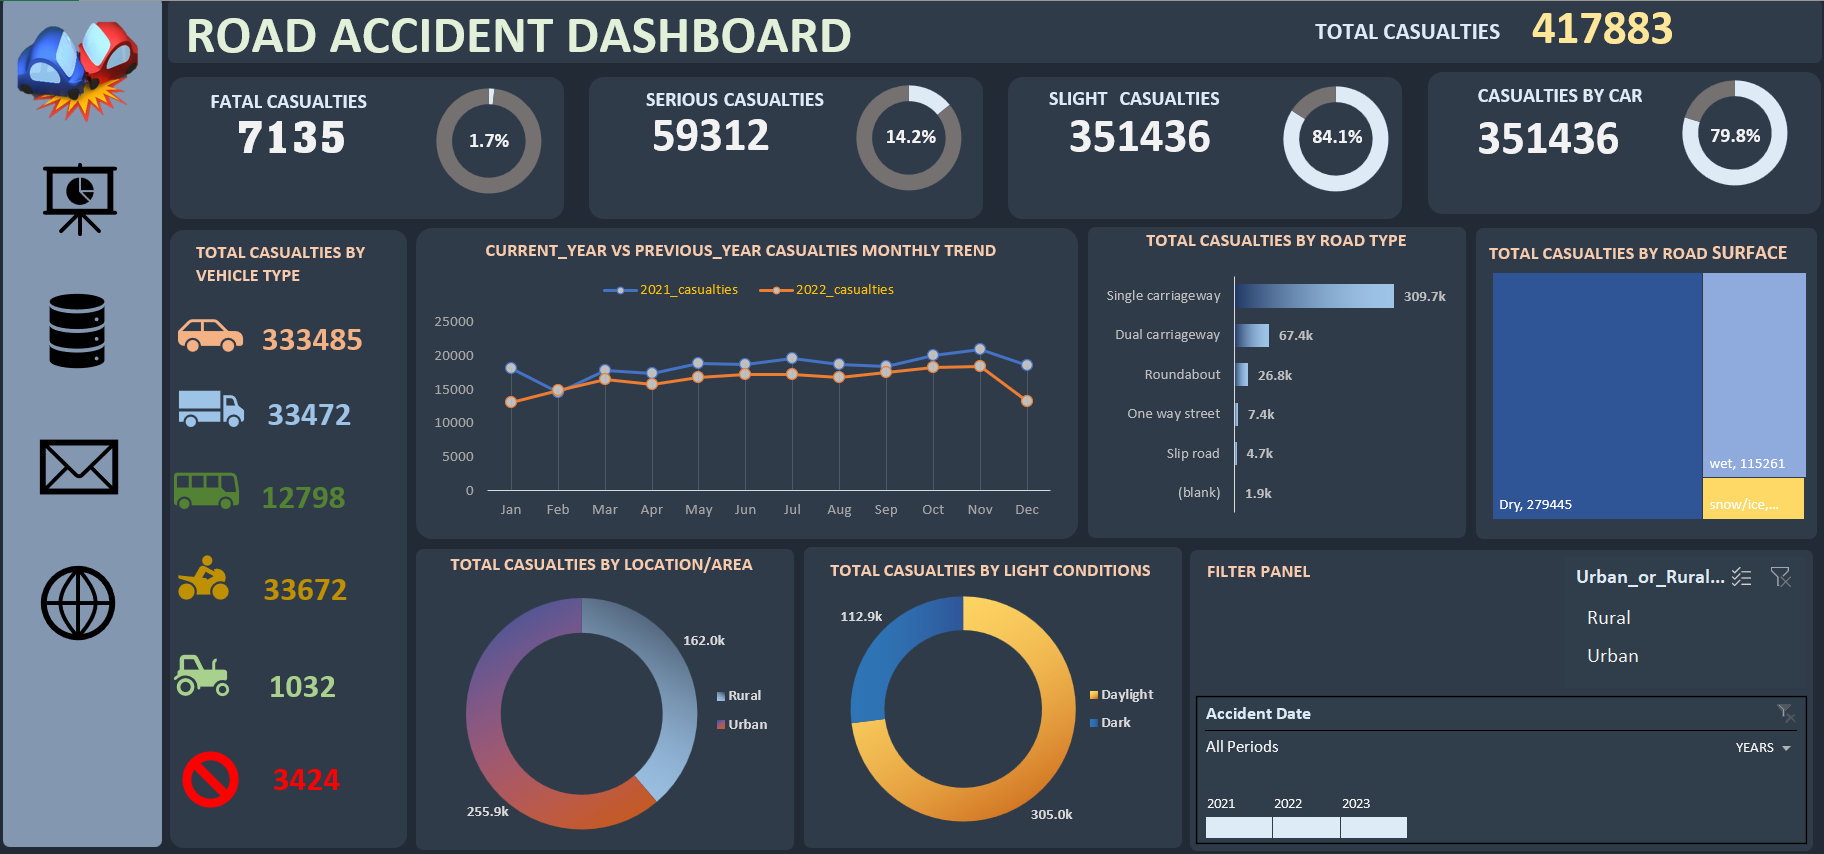 ROAD ACCIDENT DASHBOARD
TOTAL CASUALTIES 417883
FATAL CASUALTIES
7135
1.7%
SERIOUS CASUALTIES
59312
14.2%
SLIGHT CASUALTIES
351436
84.1%
CASUALTIES BY CAR
351436
79.8%
TOTAL CASUALTIES BY
VEHICLE TYPE
333485
33472
12798
33672
1032
3424
CURRENT_YEAR VS PREVIOUS_YEAR CASUALTIES MONTHLY TREND
2021_casualties 2022_casualties
25000
20000
15000
10000
5000
0
Jan Feb Mar Apr May Jun Jul Aug Sep Oct Nov Dec
TOTAL CASUALTIES BY ROAD TYPE
Single carriageway 309.7k
Dual carriageway 67.4k
Roundabout 26.8k
One way street 7.4k
Slip road 4.7k
(blank) 1.9k
TOTAL CASUALTIES BY ROAD SURFACE
wet, 115261
Dry, 279445
snow/ice,...
TOTAL CASUALTIES BY LOCATION/AREA
162.0k
Rural
Urban
255.9k
TOTAL CASUALTIES BY LIGHT CONDITIONS
112.9k
Daylight
Dark
305.0k
FILTER PANEL
Urban_or_Rural...
Rural
Urban
Accident Date
All Periods
YEARS
2021 2022 2023